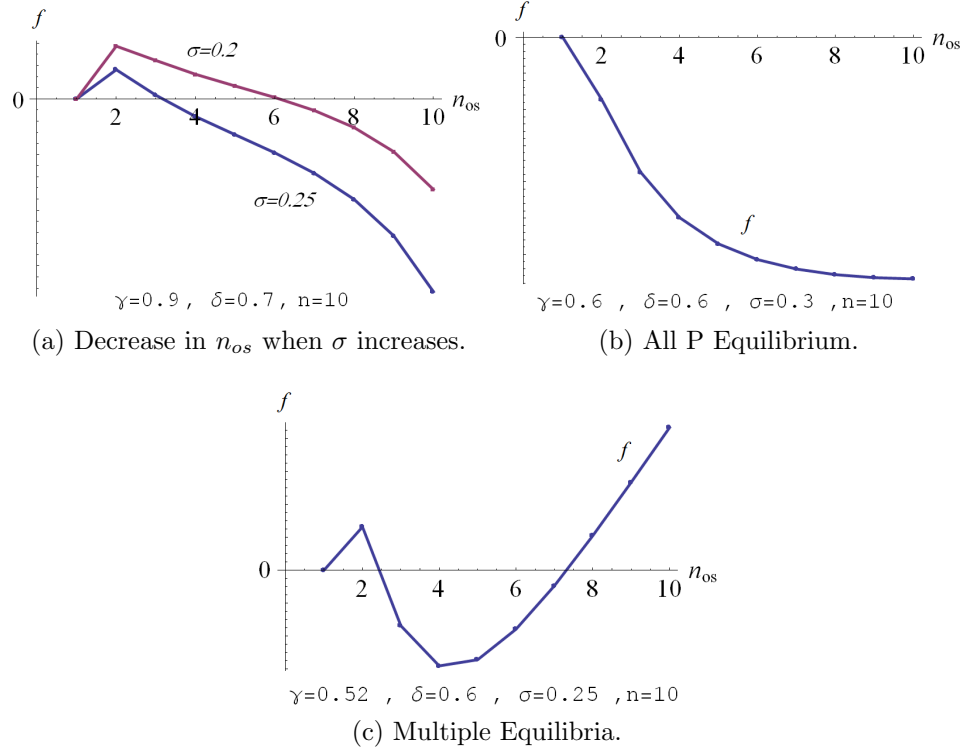 f
σ=0.2
0
2 4 6 8 10
n_os
σ=0.25
γ=0.9 , δ=0.7, n=10
(a) Decrease in n_os when σ increases.
f
0
2 4 6 8 10
n_os
f
γ=0.6 , δ=0.6 , σ=0.3 ,n=10
(b) All P Equilibrium.
f
f
0
2 4 6 8 10
n_os
γ=0.52 , δ=0.6 , σ=0.25 ,n=10
(c) Multiple Equilibria.